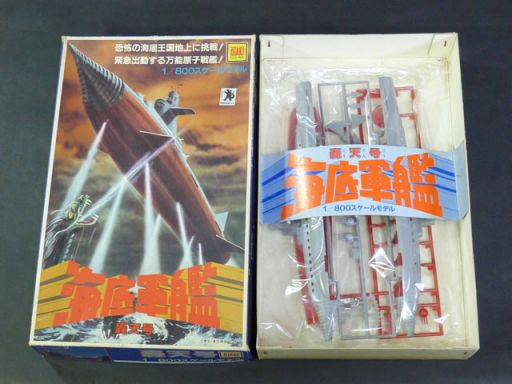 恐怖の海底王国地上に挑戦!
緊急出動する万能原子戦艦!
1/800スケールモデル
OTAKI
海底軍艦
轟天号
轟天号
1/800スケールモデル
轟天号
海底軍艦
1/800スケールモデル